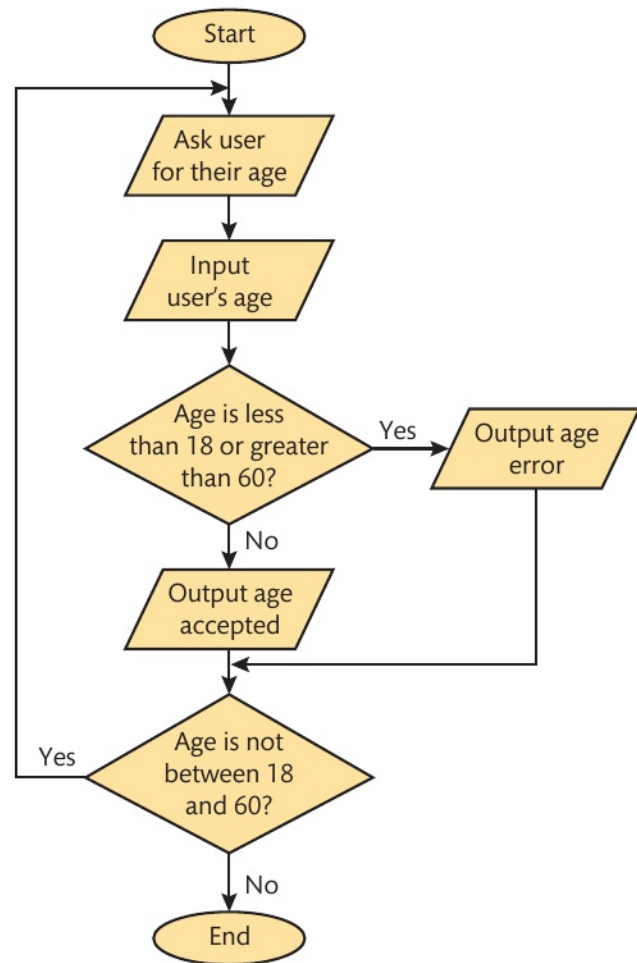 Start
Ask user
for their age
Input
user's age
Age is less
than 18 or greater
than 60?
Yes
Output age
error
No
Output age
accepted
Yes
Age is not
between 18
and 60?
No
End